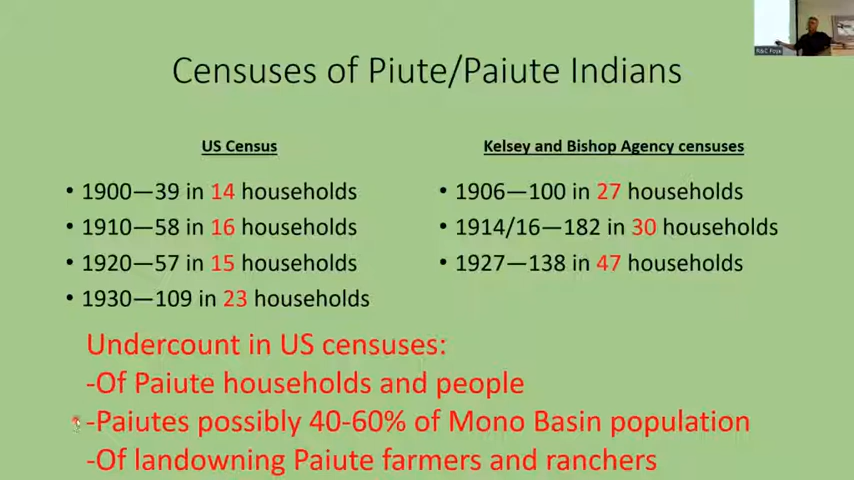 Censuses of Piute/Paiute Indians
US Census
• 1900—39 in 14 households
• 1910—58 in 16 households
• 1920—57 in 15 households
• 1930—109 in 23 households
Kelsey and Bishop Agency censuses
• 1906—100 in 27 households
• 1914/16—182 in 30 households
• 1927—138 in 47 households
Undercount in US censuses:
-Of Paiute households and people
-Paiutes possibly 40-60% of Mono Basin population
-Of landowning Paiute farmers and ranchers